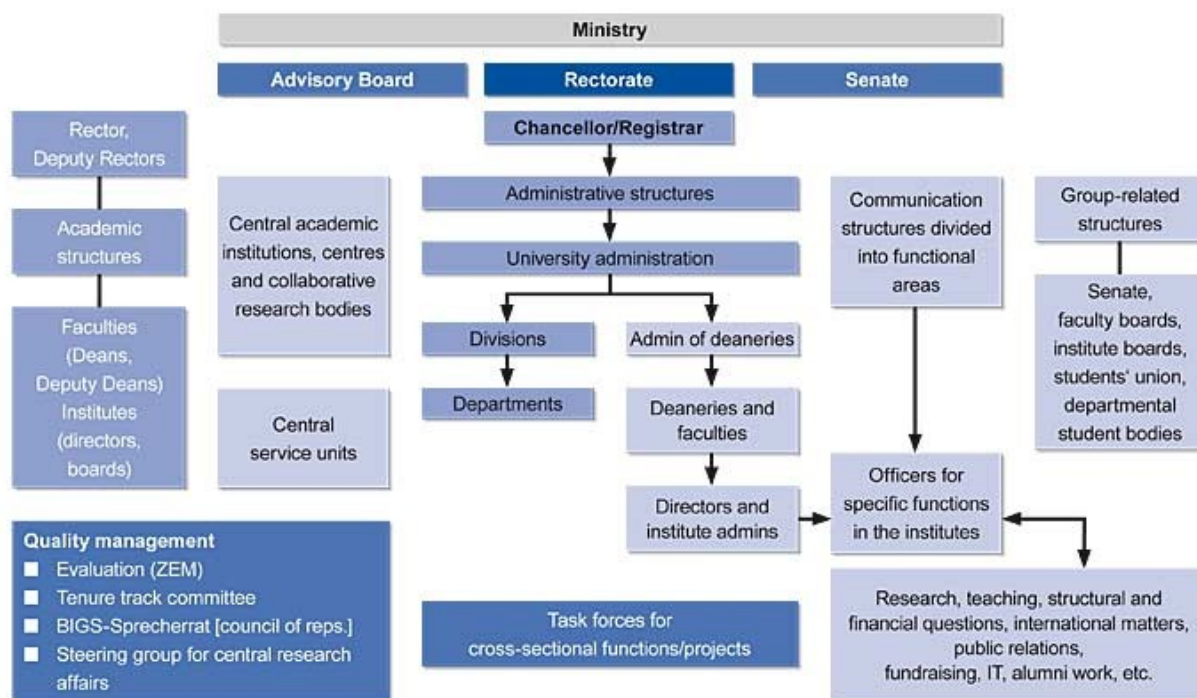 Ministry
Advisory Board
Rectorate
Senate
Chancellor/Registrar
Rector,
Deputy Rectors
Academic
structures
Faculties
(Deans,
Deputy Deans)
Institutes
(directors,
boards)
Central academic
institutions, centres
and collaborative
research bodies
Central
service units
Administrative structures
University administration
Divisions
Departments
Admin of deaneries
Deaneries and
faculties
Directors and
institute admins
Communication
structures divided
into functional
areas
Officers for
specific functions
in the institutes
Group-related
structures
Senate,
faculty boards,
institute boards,
students‘ union,
departmental
student bodies
Quality management
■ Evaluation (ZEM)
■ Tenure track committee
■ BIGS-Sprecherrat [council of reps.]
■ Steering group for central research
affairs
Task forces for
cross-sectional functions/projects
Research, teaching, structural and
financial questions, international matters,
public relations,
fundraising, IT, alumni work, etc.